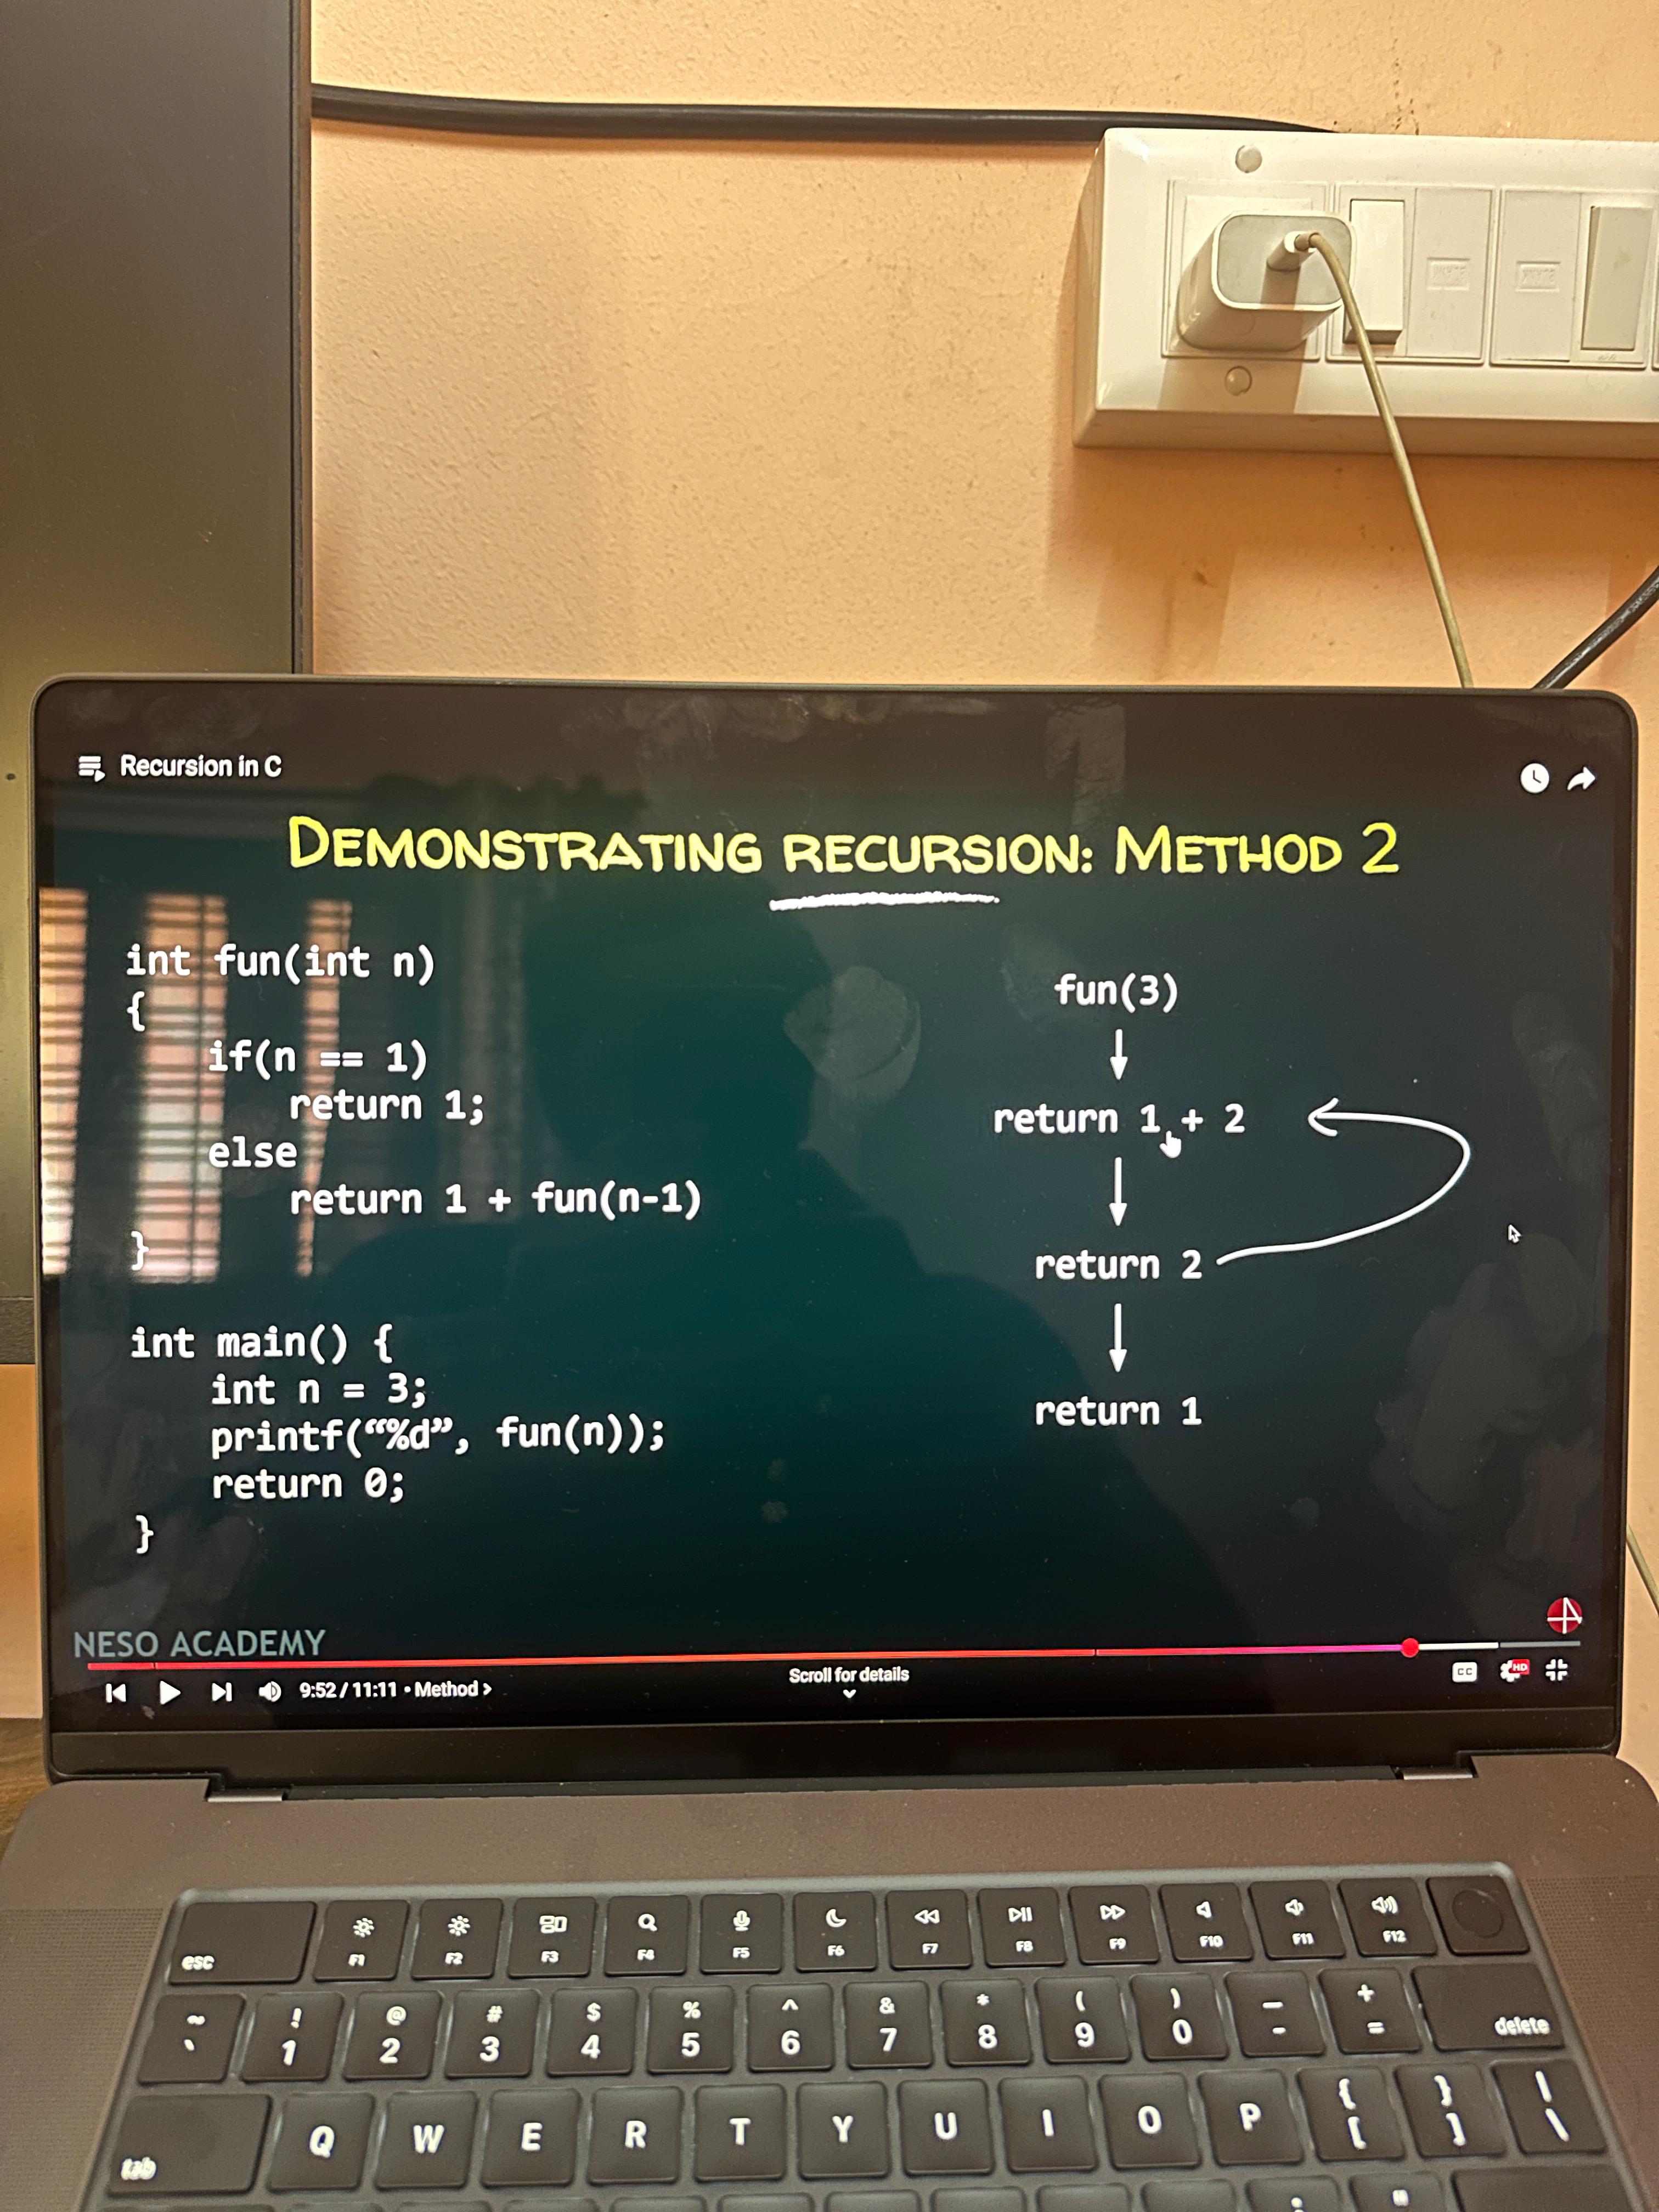 Recursion in C
DEMONSTRATING RECURSION: METHOD 2
int fun(int n)
{
if(n == 1)
return 1;
else
return 1 + fun(n-1)
}
int main() {
int n = 3;
printf(“%d”, fun(n));
return 0;
}
fun(3)
return 1 + 2
return 2
return 1
NESO ACADEMY
9:52 / 11:11 • Method >
Scroll for details
CC
HD
esc
F1
F2
F3
F4
F5
F6
F7
F8
F9
F10
F11
F12
~ `
! 1
@ 2
# 3
$ 4
% 5
^ 6
& 7
* 8
( 9
) 0
— -
+ =
delete
tab
Q W E R T Y U I O P { [ } ] | \